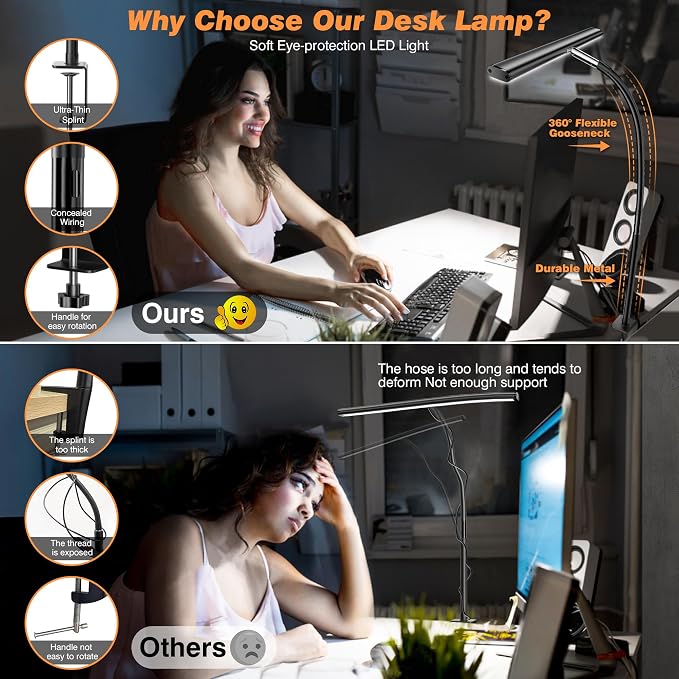 Why Choose Our Desk Lamp?
Soft Eye-protection LED Light
Ultra-Thin
Splint
360° Flexible
Gooseneck
Concealed
Wiring
Durable Metal
Handle for
easy rotation
Ours
The hose is too long and tends to
deform Not enough support
The splint is
too thick
The thread
is exposed
Handle not
easy to rotate
Others